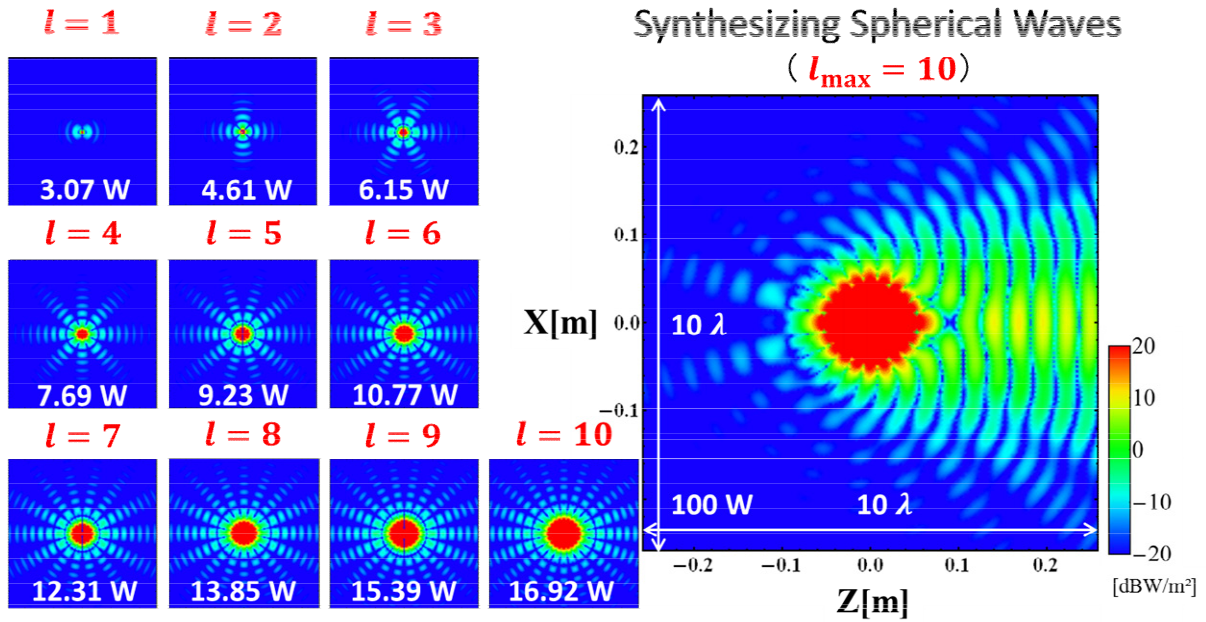 l = 1
l = 2
l = 3
3.07 W
4.61 W
6.15 W
l = 4
l = 5
l = 6
7.69 W
9.23 W
10.77 W
l = 7
l = 8
l = 9
l = 10
12.31 W
13.85 W
15.39 W
16.92 W
Synthesizing Spherical Waves
( lmax = 10)
0.2
0.1
X[m]
0.0
−0.1
10 λ
100 W
10 λ
−0.2
−0.1
0.0
0.1
0.2
Z[m]
20
10
0
−10
−20
[dBW/m²]